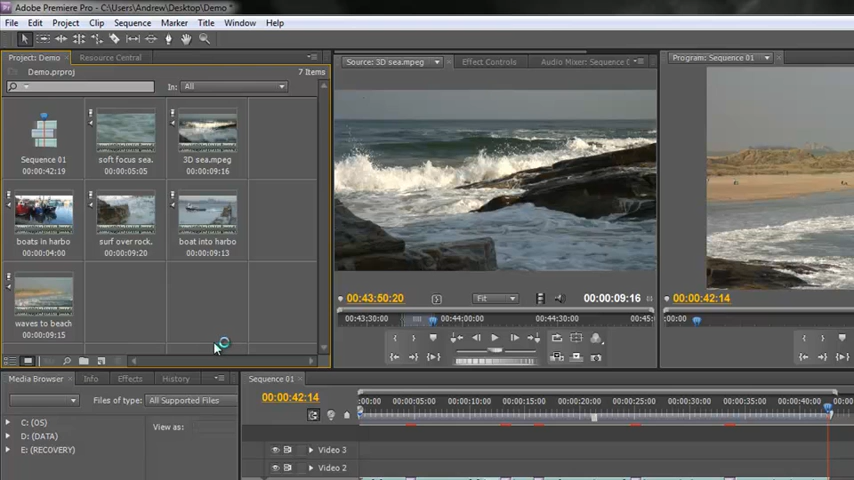 Adobe Premiere Pro - C:\Users\Andrew\Desktop\Demo *
File Edit Project Clip Sequence Marker Title Window Help
Project: Demo Resource Central
Source: 3D sea.mpeg Effect Controls Audio Mixer: Sequence 0
Program: Sequence 01
Demo.prproj 7 Items
In: All
Sequence 01 soft focus sea. 3D sea.mpeg
00:00:42:19 00:00:05:05 00:00:09:16
boats in harbo surf over rock. boat into harbo
00:00:04:00 00:00:09:20 00:00:09:13
waves to beach
00:00:09:15
00:43:50:20 Fit 00:00:09:16
00:43:30:00 00:44:00:00 00:44:30:00 00:45:
00:00:42:14
:00:00
Media Browser Info Effects History
Files of type: All Supported Files
View as:
C: (OS)
D: (DATA)
E: (RECOVERY)
Sequence 01
00:00:42:14
:00:00 00:00:05:00 00:00:10:00 00:00:15:00 00:00:20:00 00:00:25:00 00:00:30:00 00:00:35:00 00:00:40:00 00:00
Video 3
Video 2